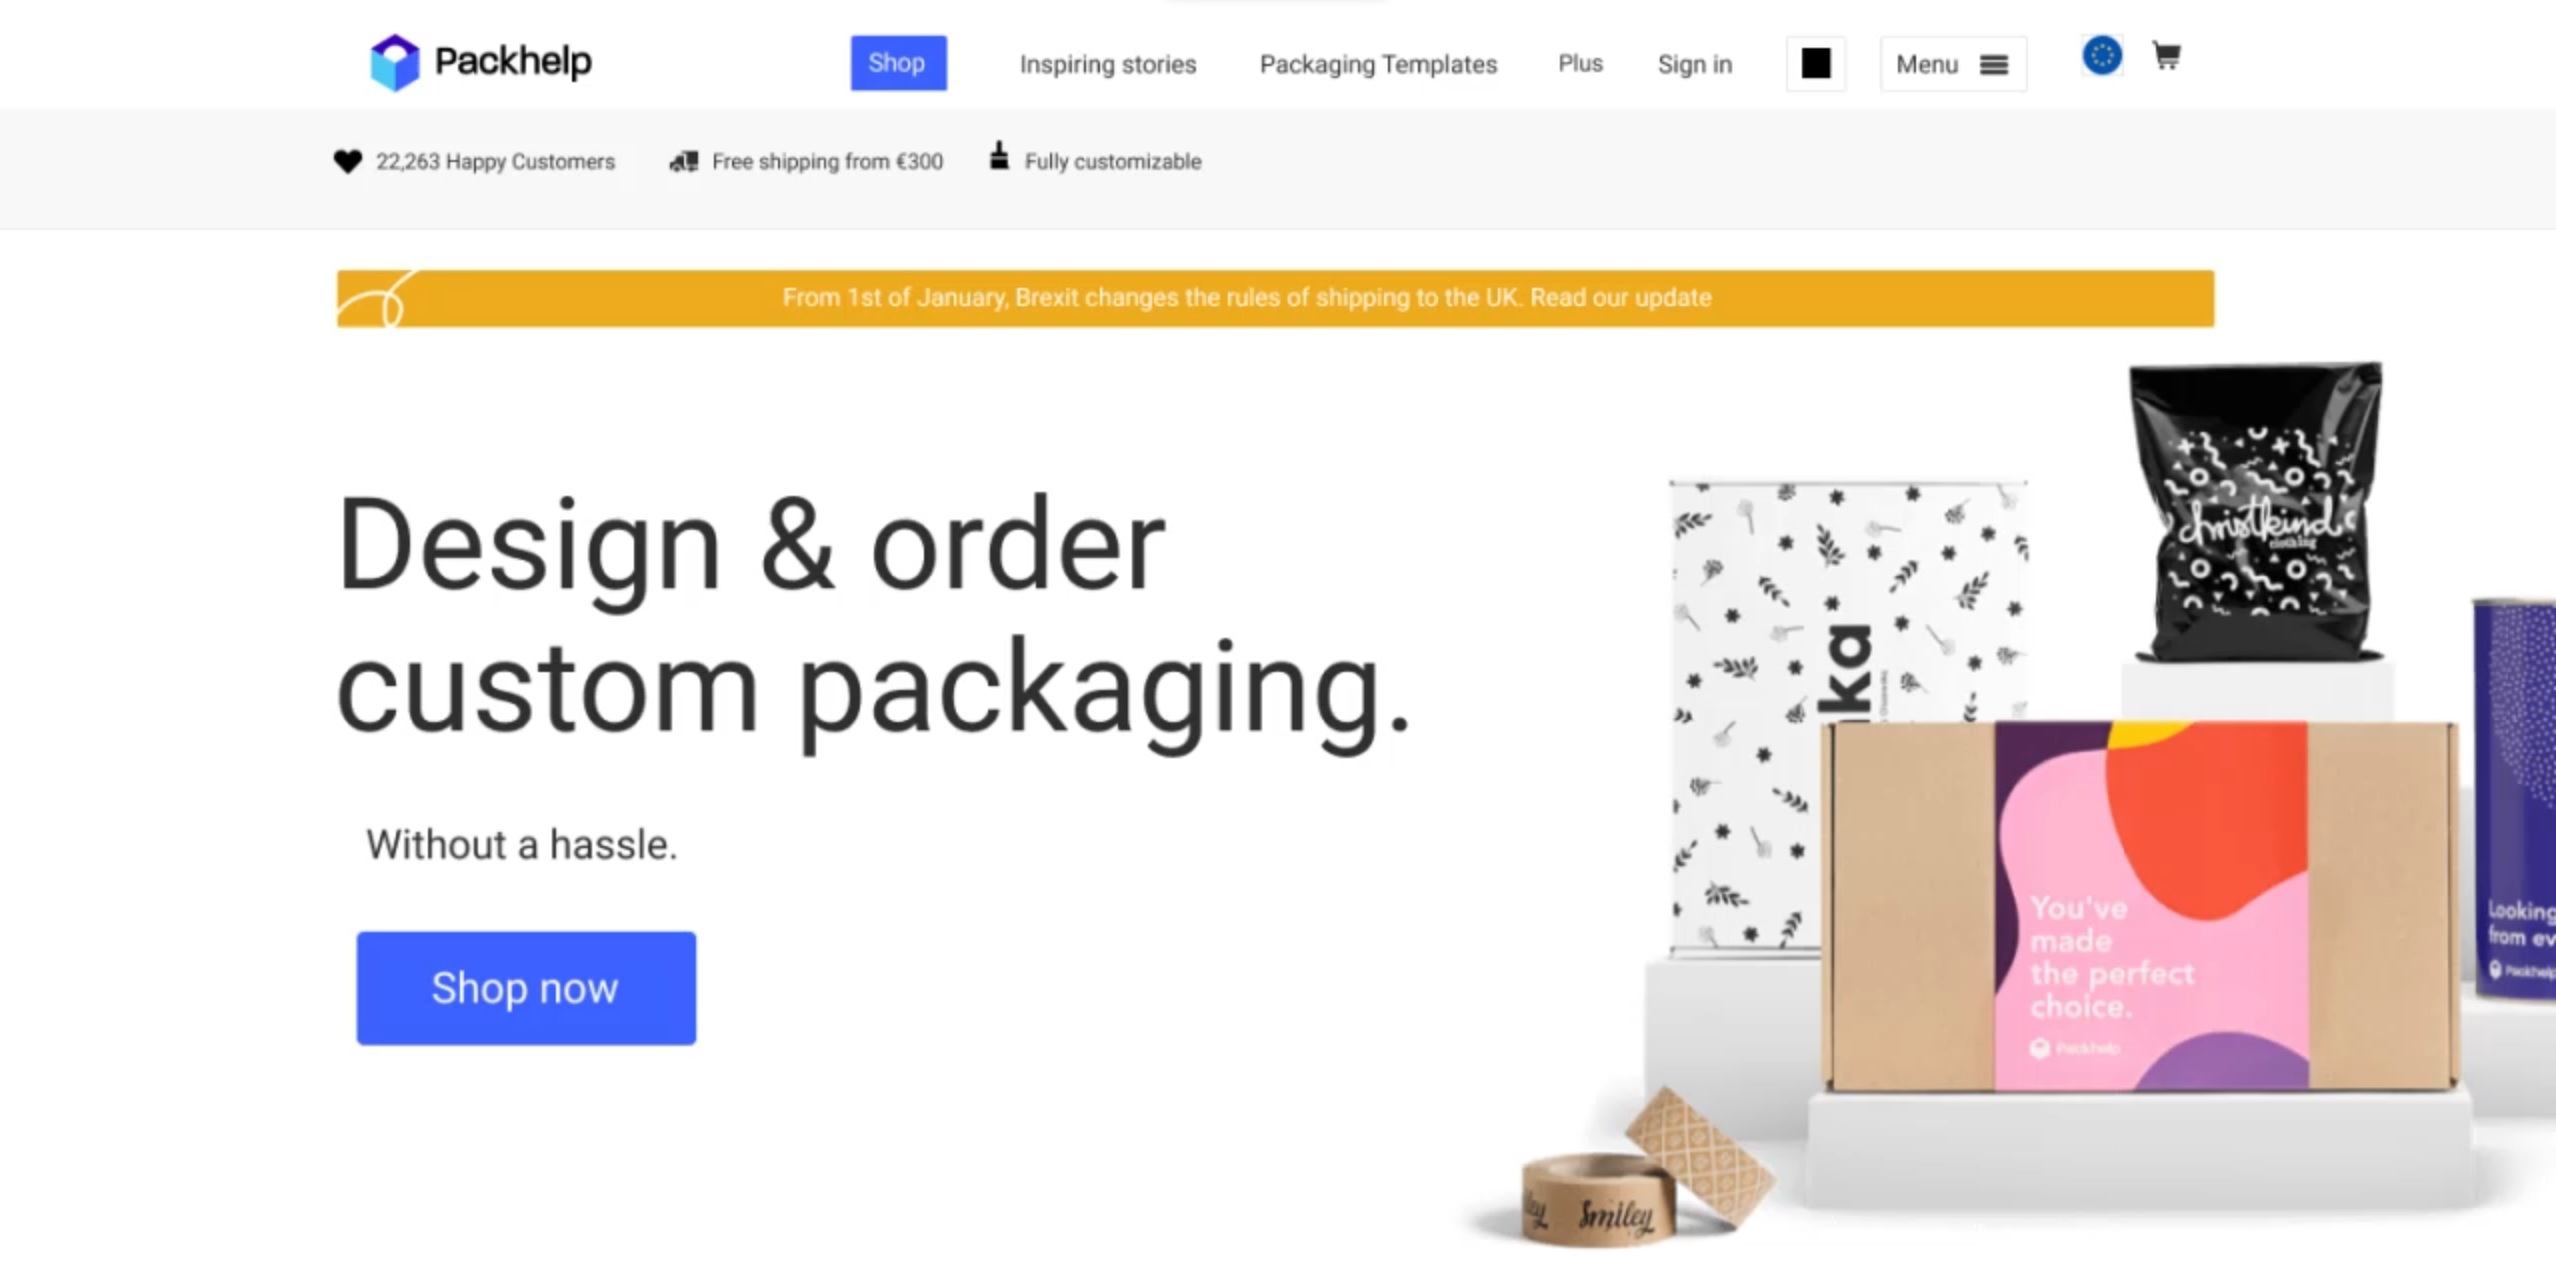 Packhelp
Shop
Inspiring stories
Packaging Templates
Plus
Sign in
Menu
22,263 Happy Customers
Free shipping from €300
Fully customizable
From 1st of January, Brexit changes the rules of shipping to the UK. Read our update
Design & order
custom packaging.
Without a hassle.
Shop now
christkind
clothing
ka
You've
made
the perfect
choice.
Packhelp
Looking
from ev
Packhelp
Smiley